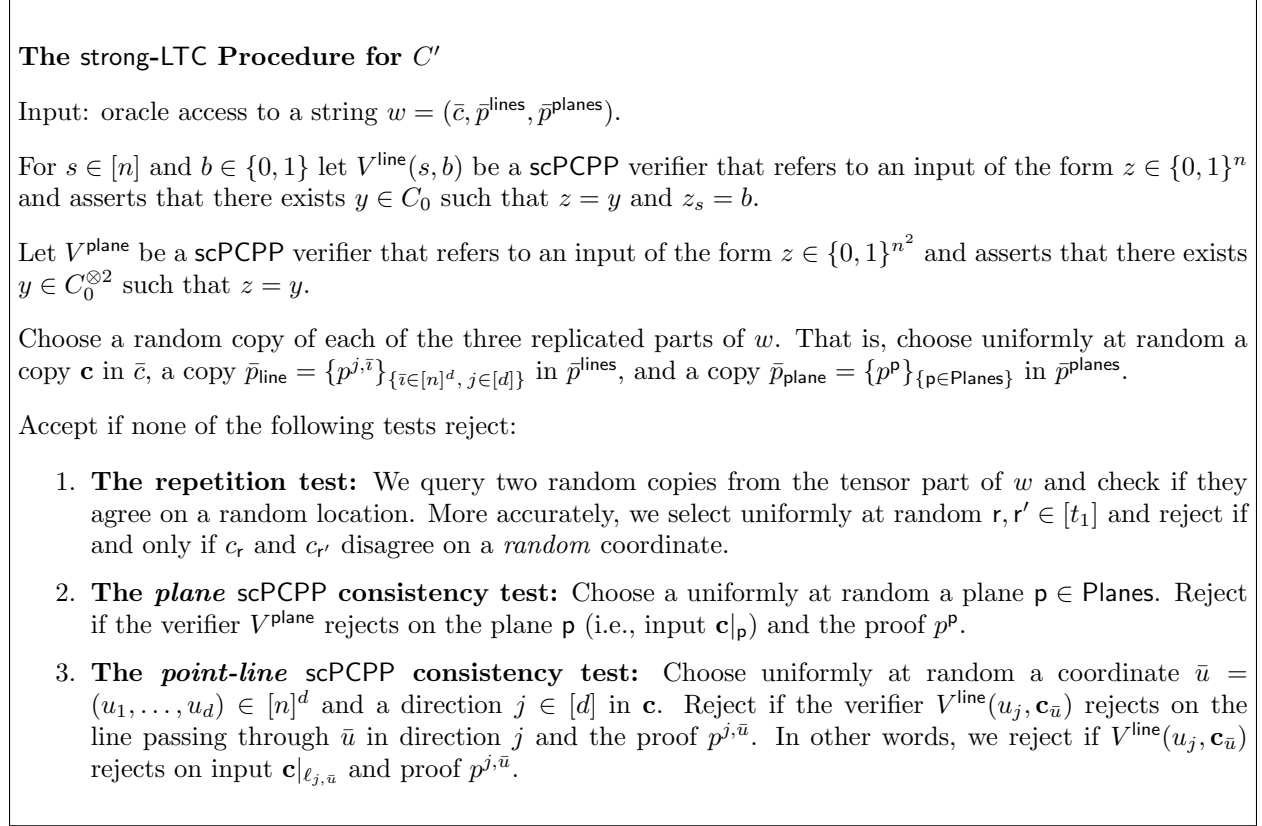 The strong-LTC Procedure for C′
Input: oracle access to a string w = (c̄, p̄^lines, p̄^planes).
For s ∈ [n] and b ∈ {0, 1} let V^line(s, b) be a scPCPP verifier that refers to an input of the form z ∈ {0, 1}^n
and asserts that there exists y ∈ C_0 such that z = y and z_s = b.
Let V^plane be a scPCPP verifier that refers to an input of the form z ∈ {0, 1}^{n^2} and asserts that there exists
y ∈ C_0^{⊗2} such that z = y.
Choose a random copy of each of the three replicated parts of w. That is, choose uniformly at random a
copy c in c̄, a copy p̄_line = {p^{j,ī}}_{{ī∈[n]^d, j∈[d]}} in p̄^lines, and a copy p̄_plane = {p^p}_{{p∈Planes}} in p̄^planes.
Accept if none of the following tests reject:
1. The repetition test: We query two random copies from the tensor part of w and check if they
agree on a random location. More accurately, we select uniformly at random r, r′ ∈ [t_1] and reject if
and only if c_r and c_{r′} disagree on a random coordinate.
2. The plane scPCPP consistency test: Choose a uniformly at random a plane p ∈ Planes. Reject
if the verifier V^plane rejects on the plane p (i.e., input c|_p) and the proof p^p.
3. The point-line scPCPP consistency test: Choose uniformly at random a coordinate ū =
(u_1, . . . , u_d) ∈ [n]^d and a direction j ∈ [d] in c. Reject if the verifier V^line(u_j, c_ū) rejects on the
line passing through ū in direction j and the proof p^{j,ū}. In other words, we reject if V^line(u_j, c_ū)
rejects on input c|_{ℓ_{j,ū}} and proof p^{j,ū}.